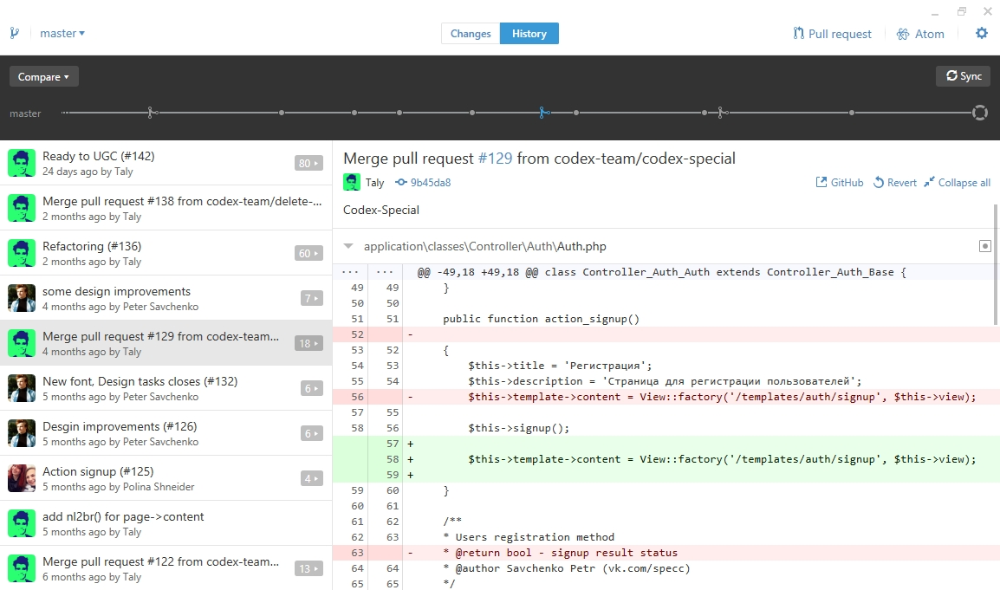 master
Changes
History
Pull request
Atom
Compare
Sync
master
Ready to UGC (#142)
24 days ago by Taly
80
Merge pull request #138 from codex-team/delete-...
2 months ago by Taly
Refactoring (#136)
2 months ago by Taly
60
some design improvements
4 months ago by Peter Savchenko
7
Merge pull request #129 from codex-team...
4 months ago by Taly
18
New font, Design tasks closes (#132)
5 months ago by Peter Savchenko
6
Desgin improvements (#126)
5 months ago by Peter Savchenko
6
Action signup (#125)
5 months ago by Polina Shneider
4
add nl2br() for page->content
5 months ago by Taly
Merge pull request #122 from codex-team...
6 months ago by Taly
13
Merge pull request #129 from codex-team/codex-special
Taly 9b45da8
GitHub Revert Collapse all
Codex-Special
application\classes\Controller\Auth\Auth.php
... ... @@ -49,18 +49,18 @@ class Controller_Auth_Auth extends Controller_Auth_Base {
49 49 }
50 50
51 51 public function action_signup()
52 -
53 52 {
54 53 $this->title = 'Регистрация';
55 54 $this->description = 'Страница для регистрации пользователей';
56 - $this->template->content = View::factory('/templates/auth/signup', $this->view);
57 55
58 56 $this->signup();
57 +
58 + $this->template->content = View::factory('/templates/auth/signup', $this->view);
59 +
59 60 }
60 61
61 62 /**
62 63 * Users registration method
63 - * @return bool - signup result status
64 64 * @author Savchenko Petr (vk.com/specc)
65 65 */